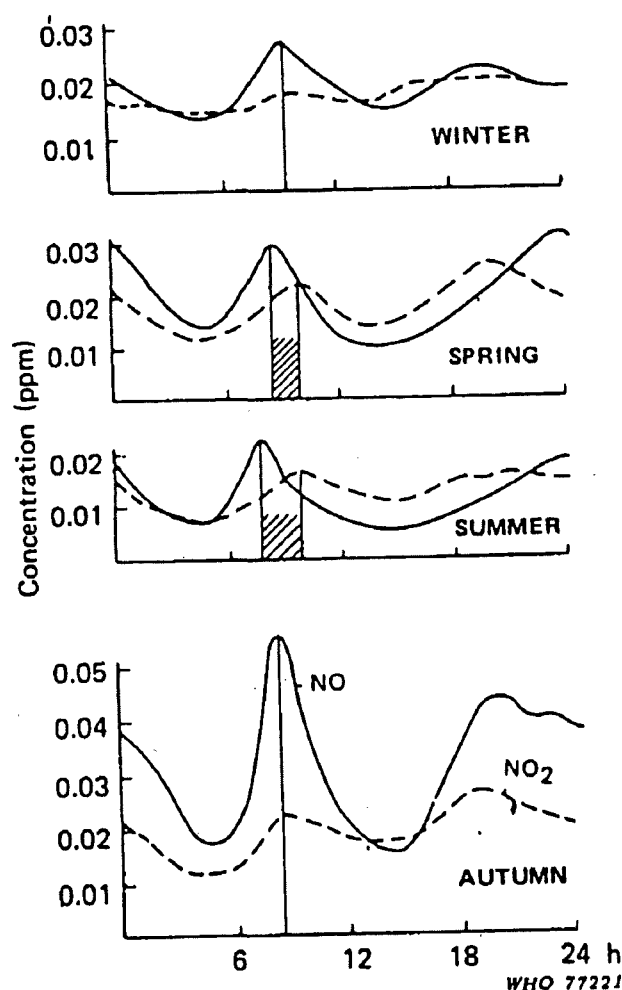 0.03
0.02
0.01
WINTER
0.03
0.02
0.01
SPRING
Concentration (ppm)
0.02
0.01
SUMMER
0.05
0.04
0.03
0.02
0.01
NO
NO2
AUTUMN
6 12 18 24 h
WHO 77221